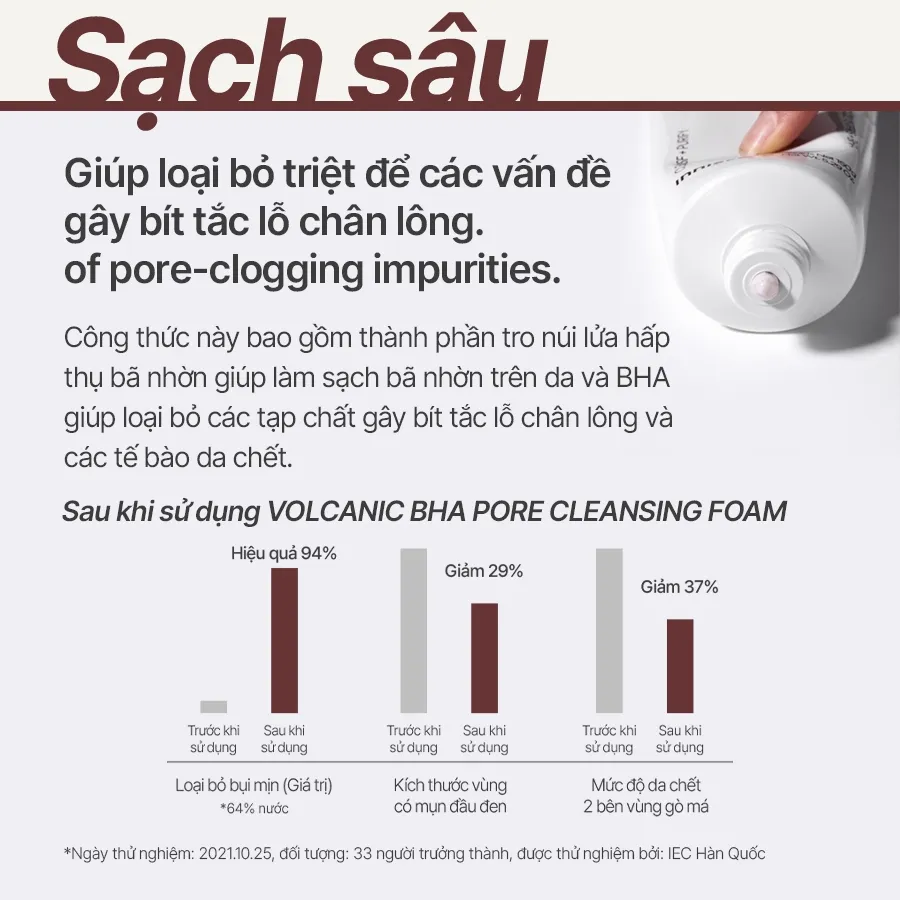 Sạch sâu
Giúp loại bỏ triệt để các vấn đề
gây bít tắc lỗ chân lông.
of pore-clogging impurities.
Công thức này bao gồm thành phần tro núi lửa hấp
thụ bã nhờn giúp làm sạch bã nhờn trên da và BHA
giúp loại bỏ các tạp chất gây bít tắc lỗ chân lông và
các tế bào da chết.
Sau khi sử dụng VOLCANIC BHA PORE CLEANSING FOAM
Hiệu quả 94%
Giảm 29%
Giảm 37%
Trước khi sử dụng
Sau khi sử dụng
Trước khi sử dụng
Sau khi sử dụng
Trước khi sử dụng
Sau khi sử dụng
Loại bỏ bụi mịn (Giá trị)
*64% nước
Kích thước vùng
có mụn đầu đen
Mức độ da chết
2 bên vùng gò má
*Ngày thử nghiệm: 2021.10.25, đối tượng: 33 người trưởng thành, được thử nghiệm bởi: IEC Hàn Quốc